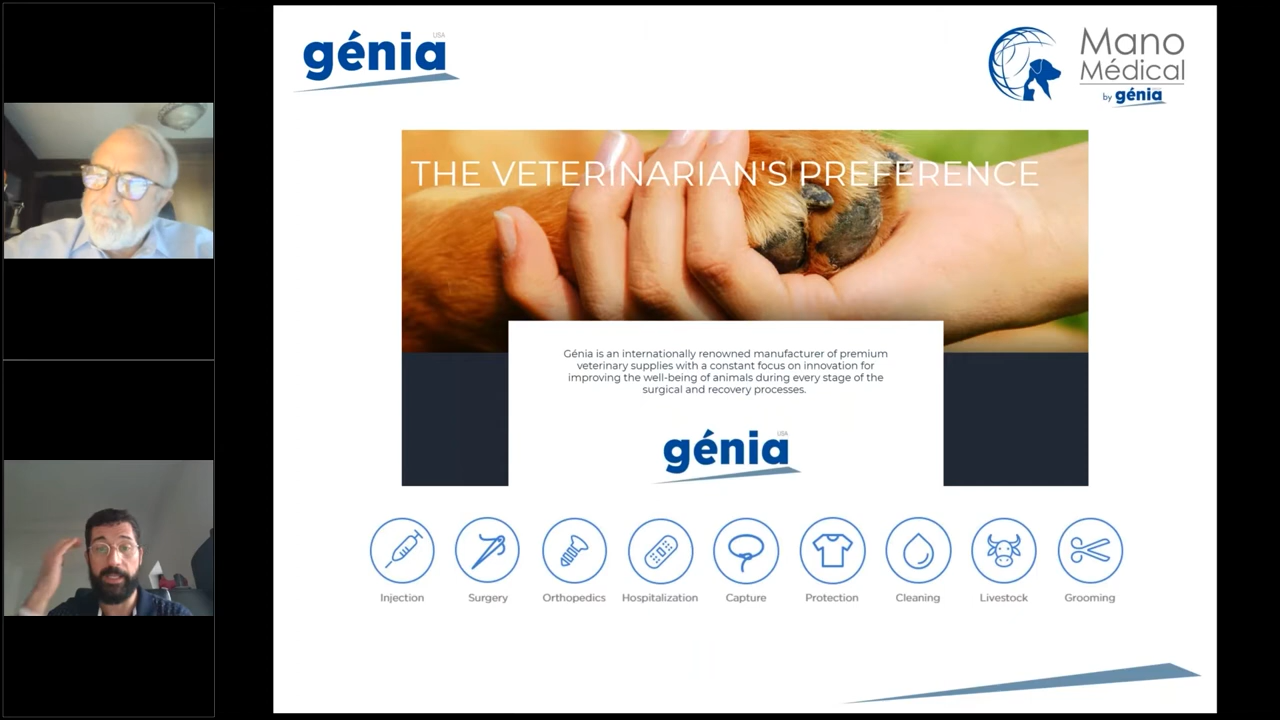 génia
USA
Mano
Médical
by génia
THE VETERINARIAN'S PREFERENCE
Génia is an internationally renowned manufacturer of premium
veterinary supplies with a constant focus on innovation for
improving the well-being of animals during every stage of the
surgical and recovery processes.
génia
USA
Injection
Surgery
Orthopedics
Hospitalization
Capture
Protection
Cleaning
Livestock
Grooming